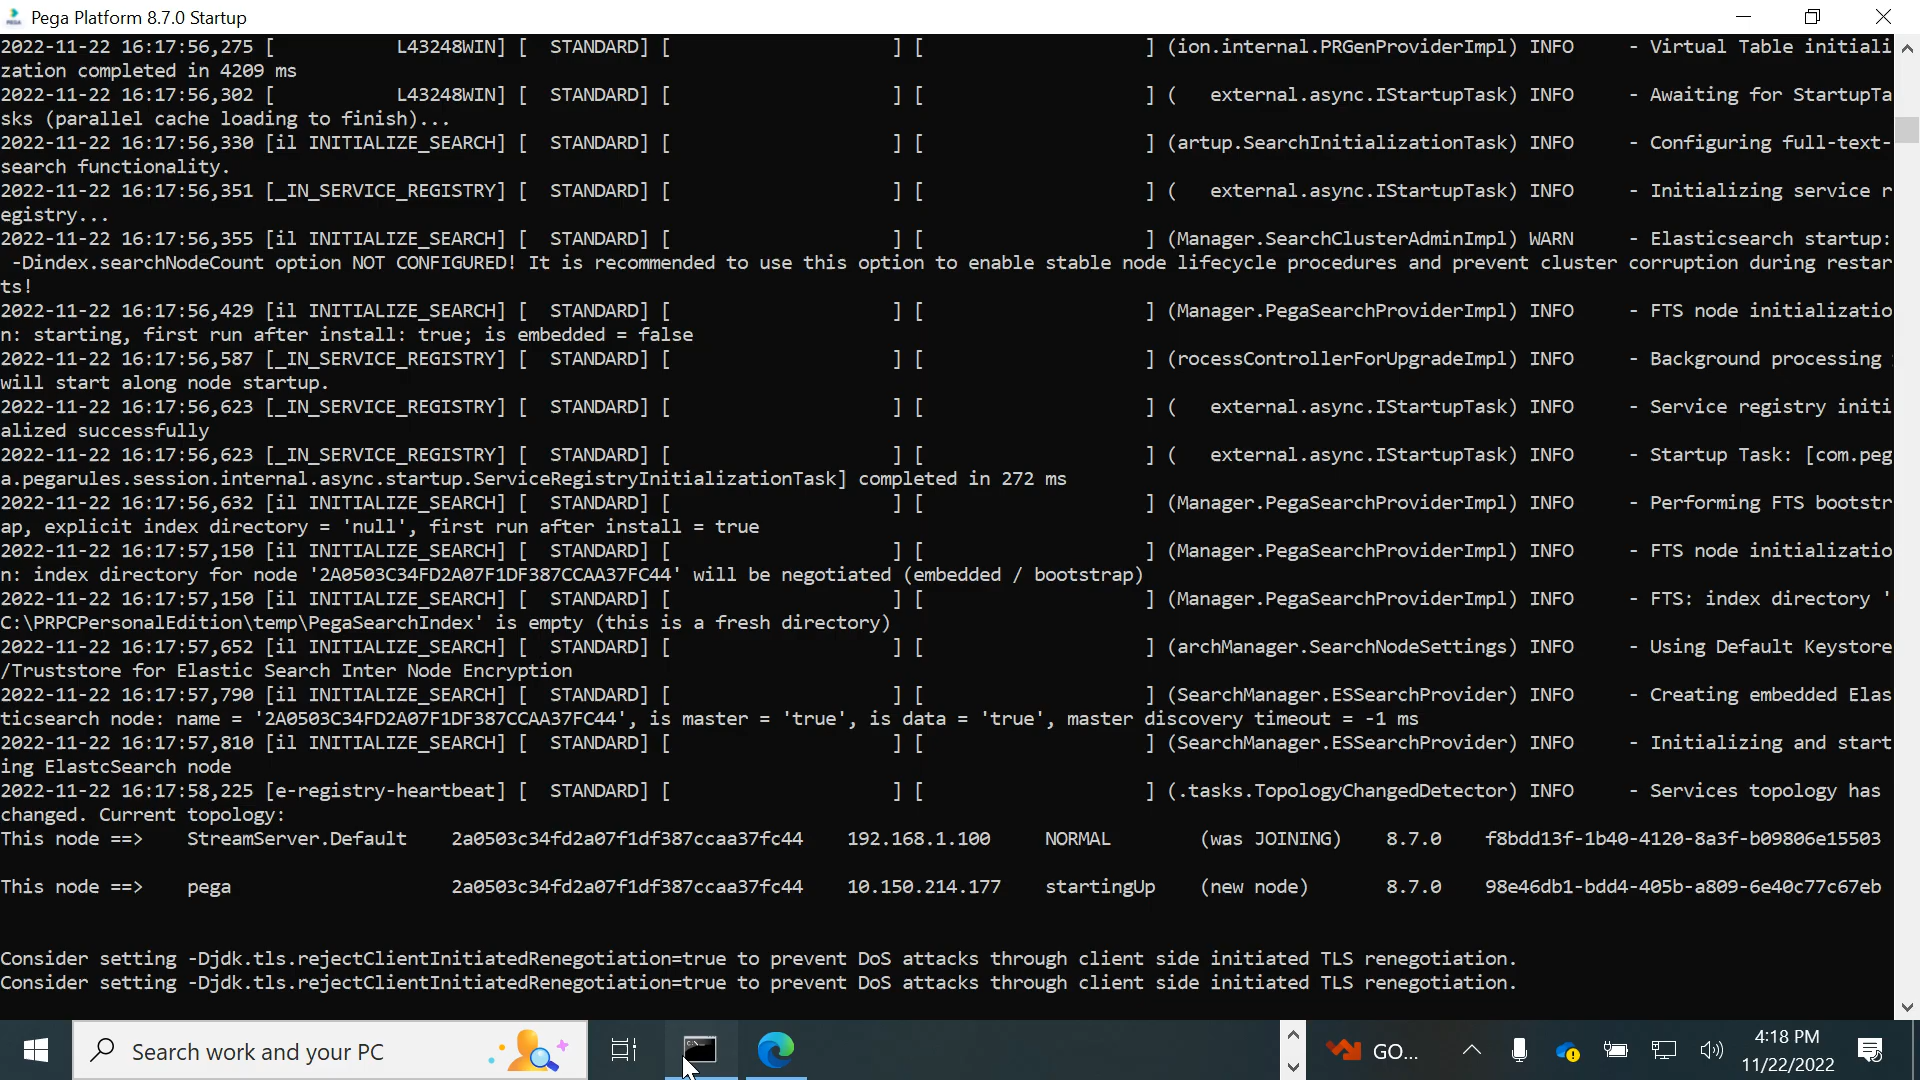 Pega Platform 8.7.0 Startup
2022-11-22 16:17:56,275 [           L43248WIN] [  STANDARD] [                    ] [                    ] (ion.internal.PRGenProviderImpl) INFO     - Virtual Table initiali
zation completed in 4209 ms
2022-11-22 16:17:56,302 [           L43248WIN] [  STANDARD] [                    ] [                    ] (   external.async.IStartupTask) INFO     - Awaiting for StartupTa
sks (parallel cache loading to finish)...
2022-11-22 16:17:56,330 [il INITIALIZE_SEARCH] [  STANDARD] [                    ] [                    ] (artup.SearchInitializationTask) INFO     - Configuring full-text-
search functionality.
2022-11-22 16:17:56,351 [_IN_SERVICE_REGISTRY] [  STANDARD] [                    ] [                    ] (   external.async.IStartupTask) INFO     - Initializing service r
egistry...
2022-11-22 16:17:56,355 [il INITIALIZE_SEARCH] [  STANDARD] [                    ] [                    ] (Manager.SearchClusterAdminImpl) WARN     - Elasticsearch startup:
 -Dindex.searchNodeCount option NOT CONFIGURED! It is recommended to use this option to enable stable node lifecycle procedures and prevent cluster corruption during restar
ts!
2022-11-22 16:17:56,429 [il INITIALIZE_SEARCH] [  STANDARD] [                    ] [                    ] (Manager.PegaSearchProviderImpl) INFO     - FTS node initializatio
n: starting, first run after install: true; is embedded = false
2022-11-22 16:17:56,587 [_IN_SERVICE_REGISTRY] [  STANDARD] [                    ] [                    ] (rocessControllerForUpgradeImpl) INFO     - Background processing
will start along node startup.
2022-11-22 16:17:56,623 [_IN_SERVICE_REGISTRY] [  STANDARD] [                    ] [                    ] (   external.async.IStartupTask) INFO     - Service registry initi
alized successfully
2022-11-22 16:17:56,623 [_IN_SERVICE_REGISTRY] [  STANDARD] [                    ] [                    ] (   external.async.IStartupTask) INFO     - Startup Task: [com.peg
a.pegarules.session.internal.async.startup.ServiceRegistryInitializationTask] completed in 272 ms
2022-11-22 16:17:56,632 [il INITIALIZE_SEARCH] [  STANDARD] [                    ] [                    ] (Manager.PegaSearchProviderImpl) INFO     - Performing FTS bootstr
ap, explicit index directory = 'null', first run after install = true
2022-11-22 16:17:57,150 [il INITIALIZE_SEARCH] [  STANDARD] [                    ] [                    ] (Manager.PegaSearchProviderImpl) INFO     - FTS node initializatio
n: index directory for node '2A0503C34FD2A07F1DF387CCAA37FC44' will be negotiated (embedded / bootstrap)
2022-11-22 16:17:57,150 [il INITIALIZE_SEARCH] [  STANDARD] [                    ] [                    ] (Manager.PegaSearchProviderImpl) INFO     - FTS: index directory '
C:\PRPCPersonalEdition\temp\PegaSearchIndex' is empty (this is a fresh directory)
2022-11-22 16:17:57,652 [il INITIALIZE_SEARCH] [  STANDARD] [                    ] [                    ] (archManager.SearchNodeSettings) INFO     - Using Default Keystore
/Truststore for Elastic Search Inter Node Encryption
2022-11-22 16:17:57,790 [il INITIALIZE_SEARCH] [  STANDARD] [                    ] [                    ] (SearchManager.ESSearchProvider) INFO     - Creating embedded Elas
ticsearch node: name = '2A0503C34FD2A07F1DF387CCAA37FC44', is master = 'true', is data = 'true', master discovery timeout = -1 ms
2022-11-22 16:17:57,810 [il INITIALIZE_SEARCH] [  STANDARD] [                    ] [                    ] (SearchManager.ESSearchProvider) INFO     - Initializing and start
ing ElastcSearch node
2022-11-22 16:17:58,225 [e-registry-heartbeat] [  STANDARD] [                    ] [                    ] (.tasks.TopologyChangedDetector) INFO     - Services topology has
changed. Current topology:
This node ==>    StreamServer.Default    2a0503c34fd2a07f1df387ccaa37fc44    192.168.1.100     NORMAL        (was JOINING)    8.7.0    f8bdd13f-1b40-4120-8a3f-b09806e15503
This node ==>    pega                    2a0503c34fd2a07f1df387ccaa37fc44    10.150.214.177    startingUp    (new node)       8.7.0    98e46db1-bdd4-405b-a809-6e40c77c67eb
Consider setting -Djdk.tls.rejectClientInitiatedRenegotiation=true to prevent DoS attacks through client side initiated TLS renegotiation.
Consider setting -Djdk.tls.rejectClientInitiatedRenegotiation=true to prevent DoS attacks through client side initiated TLS renegotiation.
Search work and your PC
GO...
4:18 PM
11/22/2022